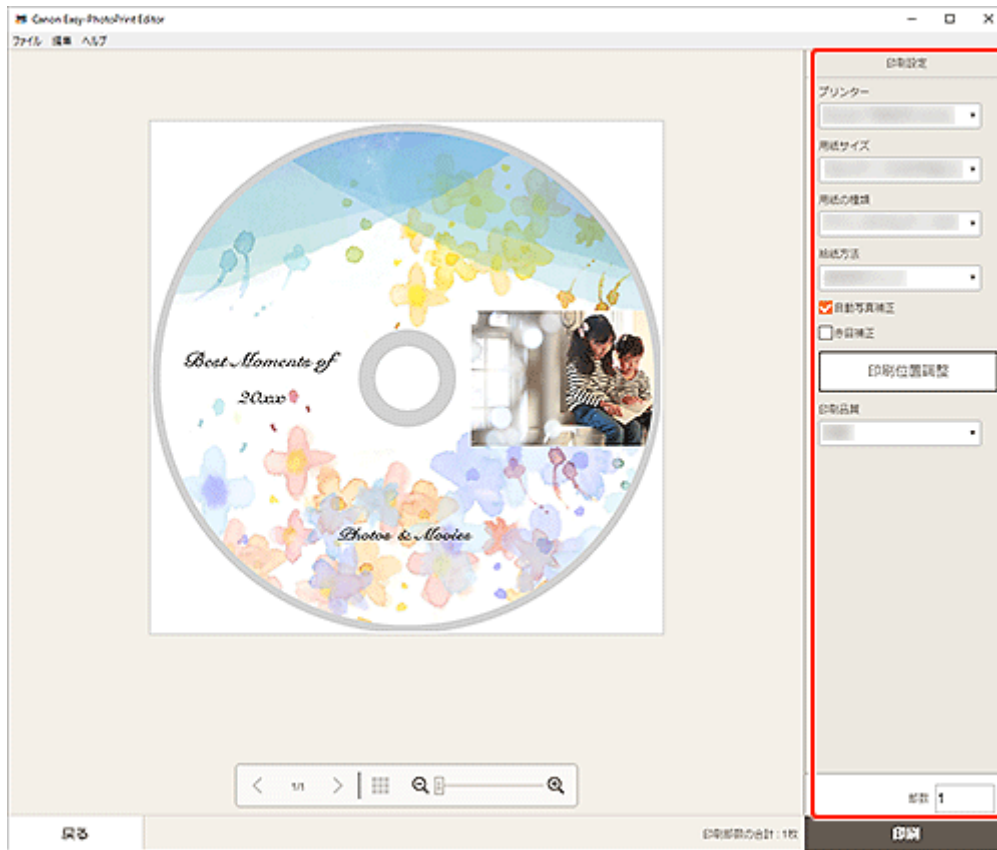 Canon Easy-PhotoPrint Editor
ファイル 編集 ヘルプ
印刷設定
プリンター
用紙サイズ
用紙の種類
給紙方法
自動写真補正
赤目補正
印刷位置調整
印刷品質
Best Moments of
20xx
Photos & Movies
1/1
部数 1
戻る
印刷部数の合計 : 1枚
印刷